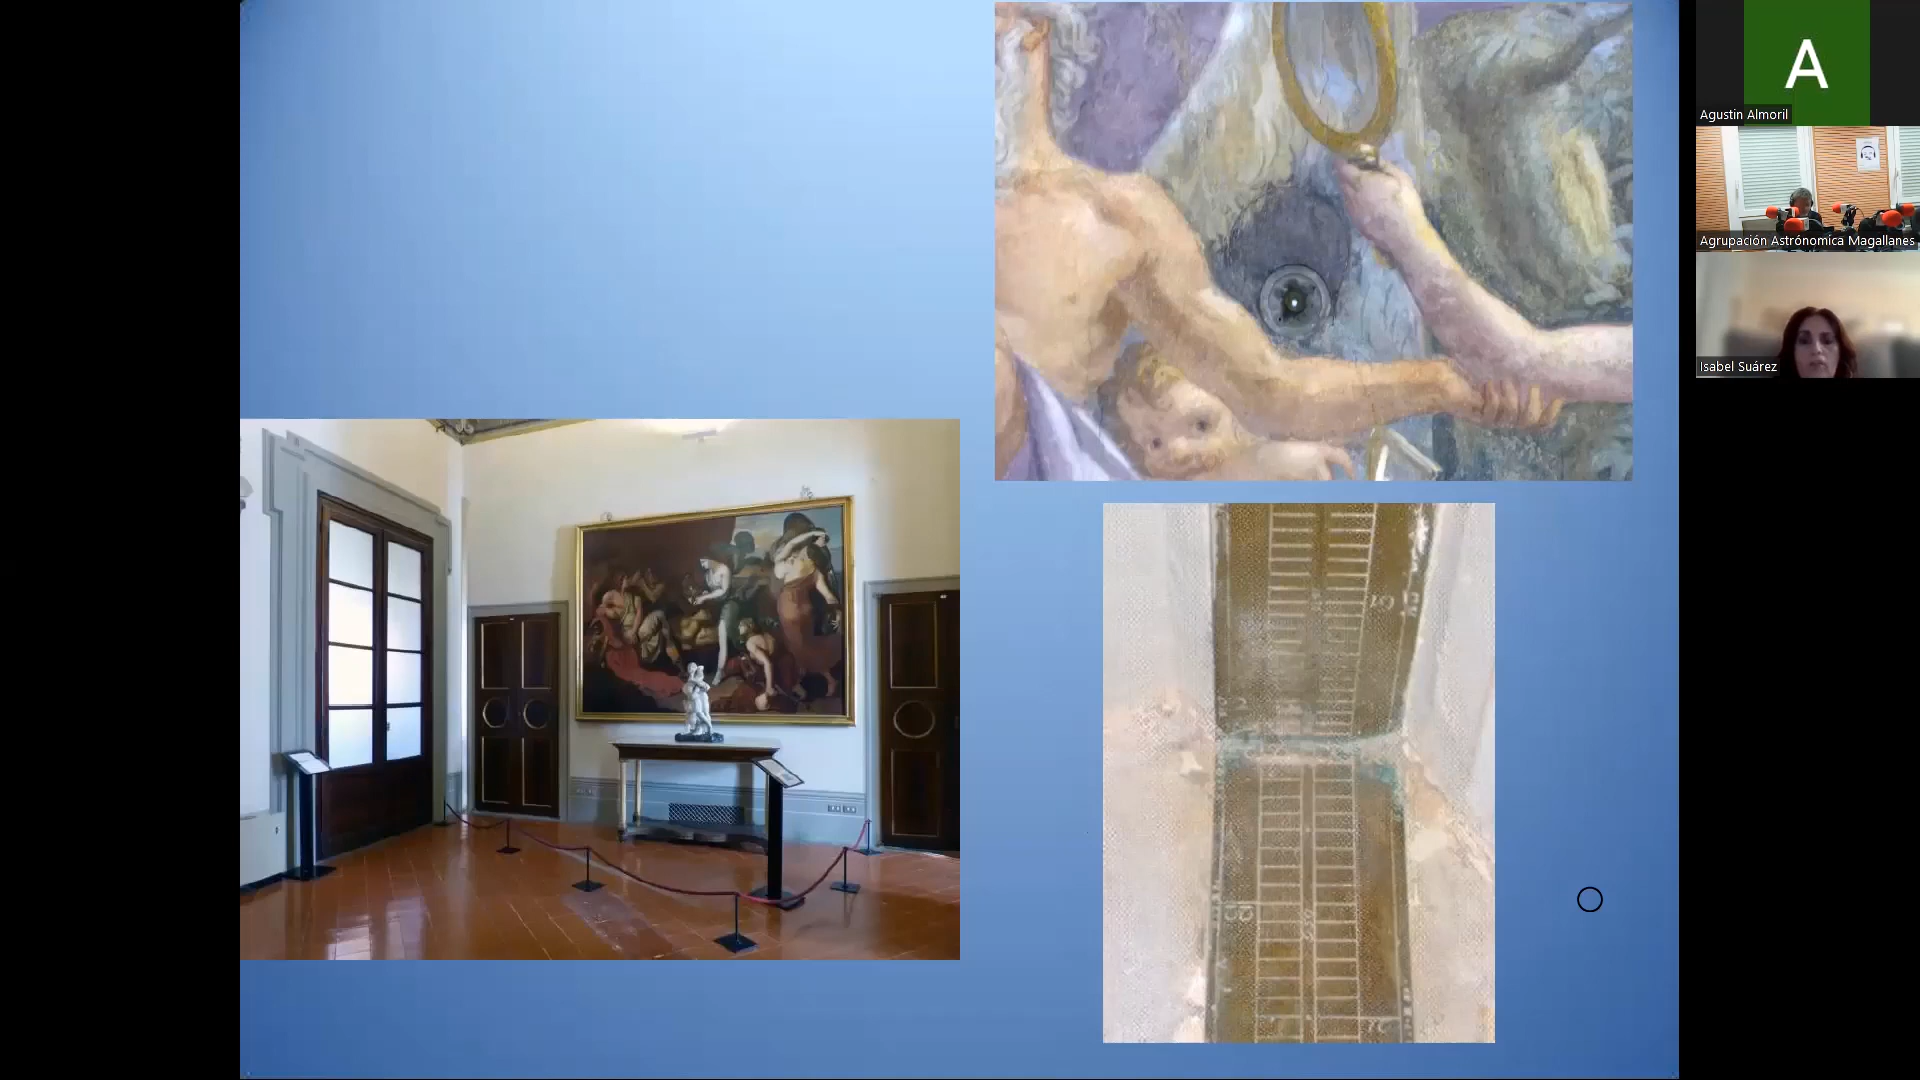 A
Agustin Almoril
Agrupación Astrónomica Magallanes
Isabel Suárez